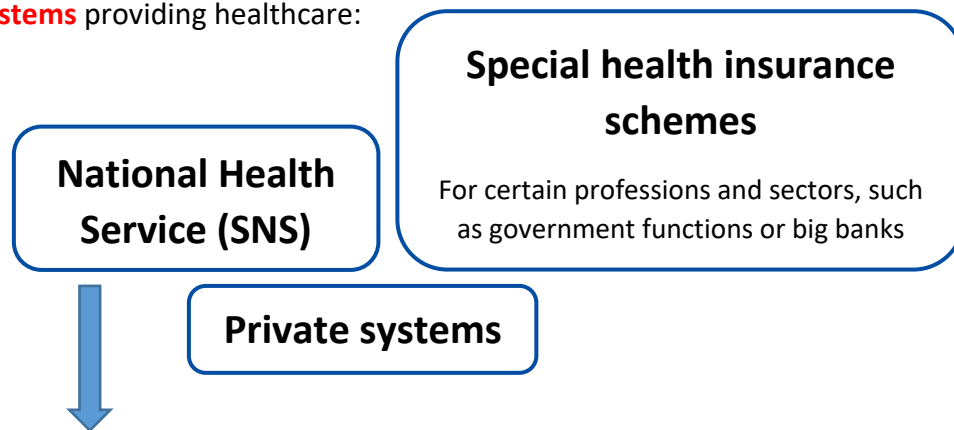 providing healthcare:
Special health insurance
schemes
For certain professions and sectors, such
as government functions or big banks
National Health
Service (SNS)
Private systems